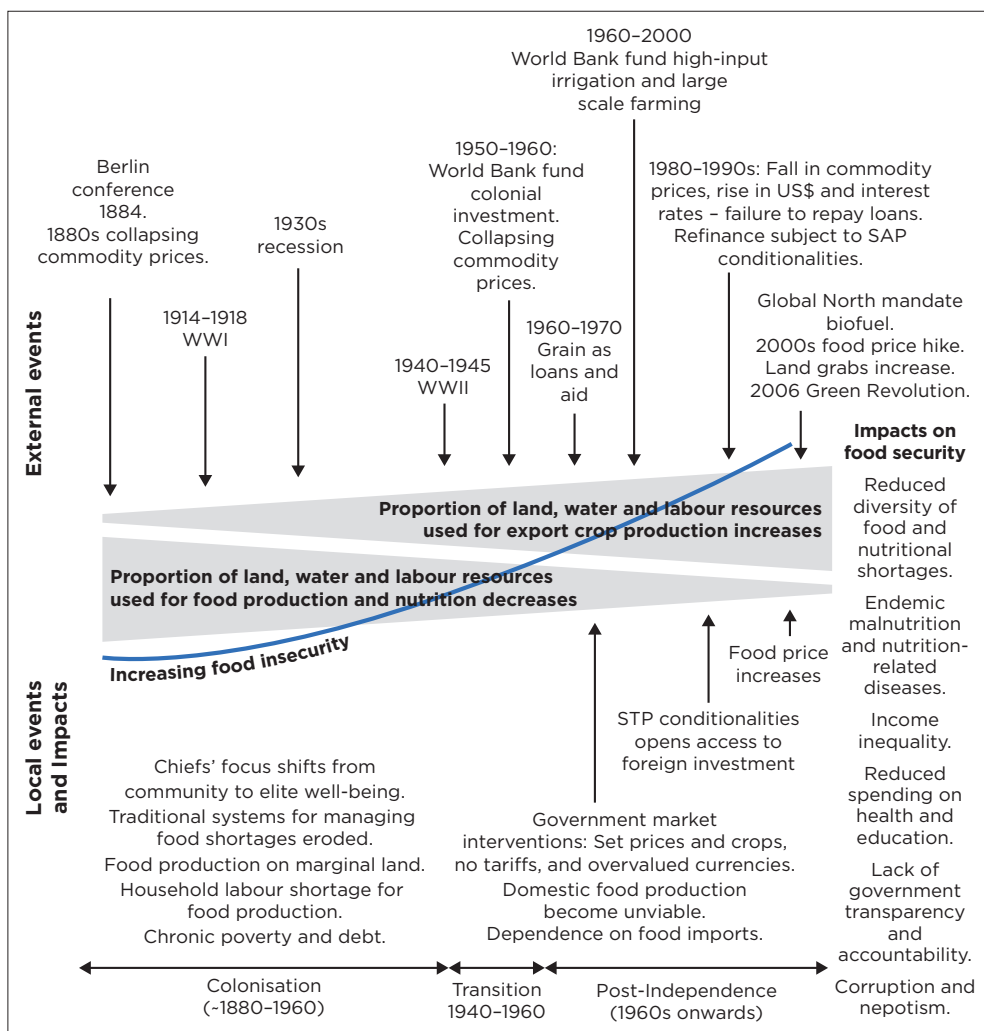 1960–2000
World Bank fund high-input
irrigation and large
scale farming
Berlin
conference
1884.
1880s collapsing
commodity prices.
1914–1918
WWI
1930s
recession
1940–1945
WWII
1950–1960:
World Bank fund
colonial
investment.
Collapsing
commodity
prices.
1960–1970
Grain as
loans and
aid
1980–1990s: Fall in commodity
prices, rise in US$ and interest
rates – failure to repay loans.
Refinance subject to SAP
conditionalities.
Global North mandate
biofuel.
2000s food price hike.
Land grabs increase.
2006 Green Revolution.
External events
Proportion of land, water and labour resources
used for export crop production increases
Proportion of land, water and labour resources
used for food production and nutrition decreases
Increasing food insecurity
Local events
and Impacts
Food price
increases
STP conditionalities
opens access to
foreign investment
Chiefs’ focus shifts from
community to elite well-being.
Traditional systems for managing
food shortages eroded.
Food production on marginal land.
Household labour shortage for
food production.
Chronic poverty and debt.
Government market
interventions: Set prices and crops,
no tariffs, and overvalued currencies.
Domestic food production
become unviable.
Dependence on food imports.
Impacts on
food security
Reduced
diversity of
food and
nutritional
shortages.
Endemic
malnutrition
and nutrition-
related
diseases.
Income
inequality.
Reduced
spending on
health and
education.
Lack of
government
transparency
and
accountability.
Corruption and
nepotism.
Colonisation
(~1880–1960)
Transition
1940–1960
Post-Independence
(1960s onwards)